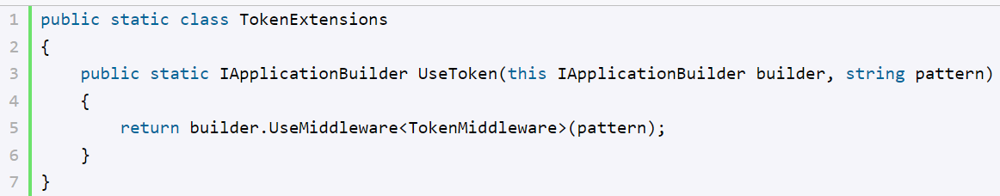 1 public static class TokenExtensions
2 {
3     public static IApplicationBuilder UseToken(this IApplicationBuilder builder, string pattern)
4     {
5         return builder.UseMiddleware<TokenMiddleware>(pattern);
6     }
7 }